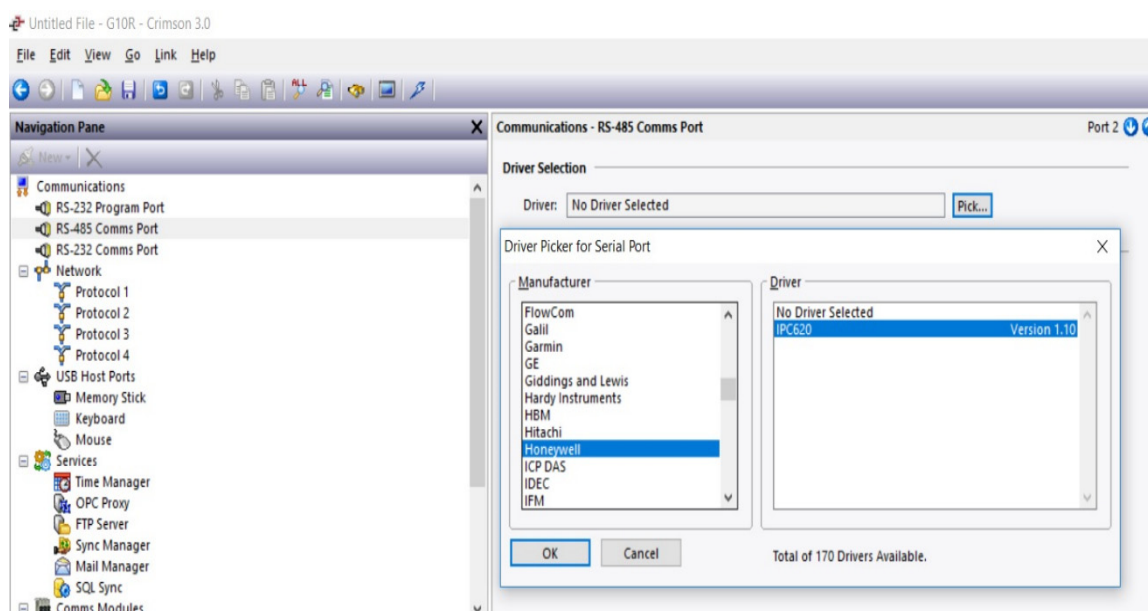 Untitled File - G10R - Crimson 3.0
File Edit View Go Link Help
ALL
Navigation Pane
New
Communications
RS-232 Program Port
RS-485 Comms Port
RS-232 Comms Port
Network
Protocol 1
Protocol 2
Protocol 3
Protocol 4
USB Host Ports
Memory Stick
Keyboard
Mouse
Services
Time Manager
OPC Proxy
FTP Server
Sync Manager
Mail Manager
SQL Sync
Comms Modules
Communications - RS-485 Comms Port Port 2
Driver Selection
Driver: No Driver Selected Pick...
Driver Picker for Serial Port
Manufacturer
FlowCom
Galil
Garmin
GE
Giddings and Lewis
Hardy Instruments
HBM
Hitachi
Honeywell
ICP DAS
IDEC
IFM
Driver
No Driver Selected
IPC620 Version 1.10
OK Cancel Total of 170 Drivers Available.